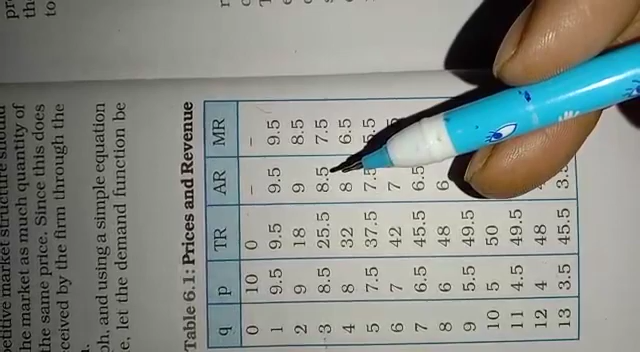 petitive market structure should
he market as much quantity of
the same price. Since this does
ceived by the firm through the
ph, and using a simple equation
e, let the demand function be
Table 6.1: Prices and Revenue
q p TR AR MR
0 10 0 – –
1 9.5 9.5 9.5 9.5
2 9 18 9 8.5
3 8.5 25.5 8.5 7.5
4 8 32 8 6.5
5 7.5 37.5 7.5 5.5
6 7 42 7
7 6.5 45.5 6.5
8 6 48 6
9 5.5 49.5
10 5 50
11 4.5 49.5
12 4 48
13 3.5 45.5 3.5